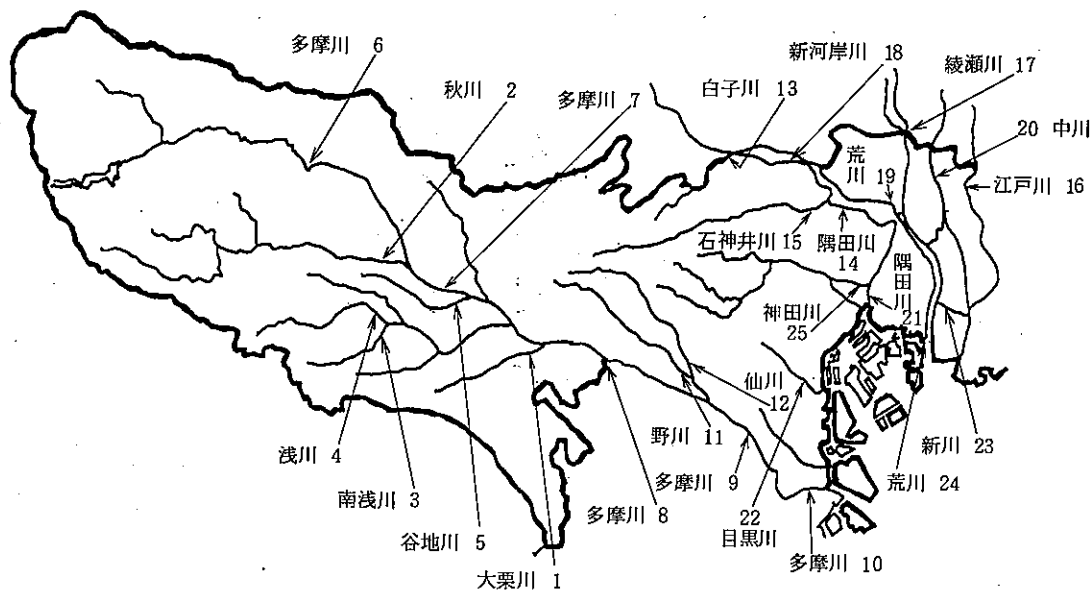 多摩川 6
秋川 2
多摩川 7
新河岸川 18
白子川 13
綾瀬川 17
20 中川
荒川 19
江戸川 16
石神井川 15
隅田川 14
隅田川 21
神田川 25
仙川 12
野川 11
新川 23
荒川 24
浅川 4
南浅川 3
谷地川 5
大栗川 1
多摩川 8
多摩川 9
22 目黒川
多摩川 10